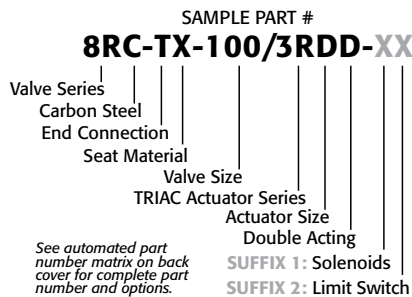 SAMPLE PART #
8RC-TX-100/3RDD-XX
Valve Series
Carbon Steel
End Connection
Seat Material
Valve Size
TRIAC Actuator Series
Actuator Size
Double Acting
SUFFIX 1: Solenoids
SUFFIX 2: Limit Switch
See automated part
number matrix on back
cover for complete part
number and options.